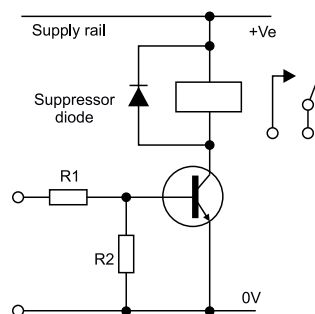 Supply rail
+Ve
Suppressor
diode
R1
R2
0V